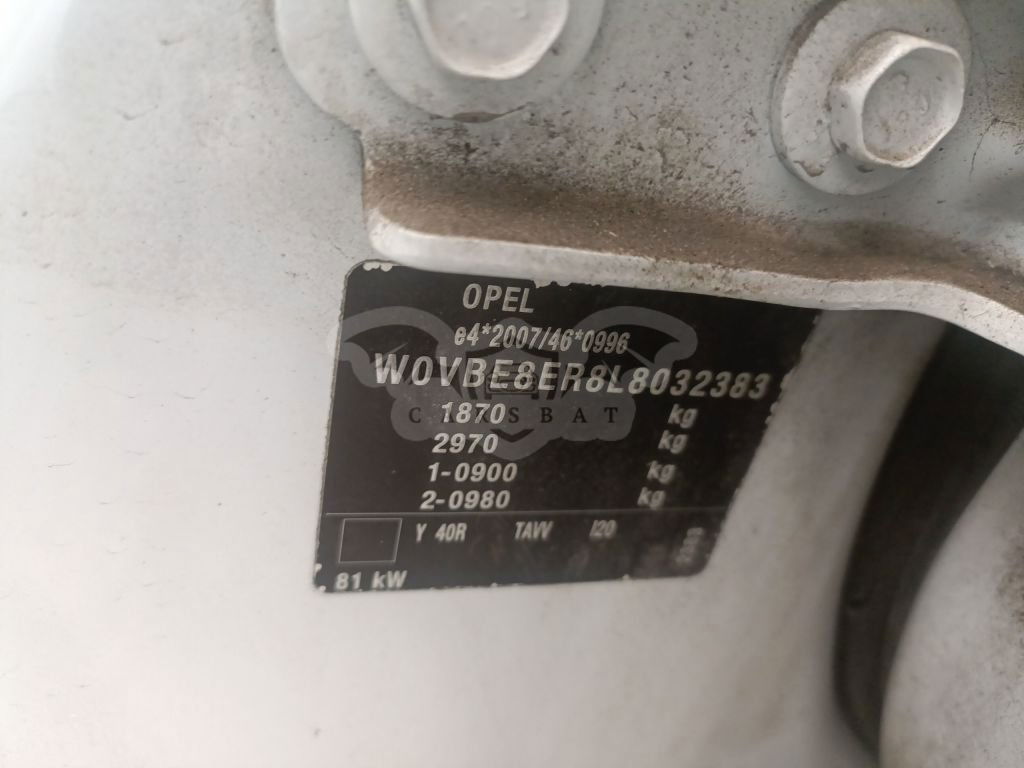 OPEL
e4*2007/46*0996
W0VBE8ER8L8032383
CARSBAT
1870 kg
2970 kg
1-0900 kg
2-0980 kg
Y 40R TAVV I20
81 kW